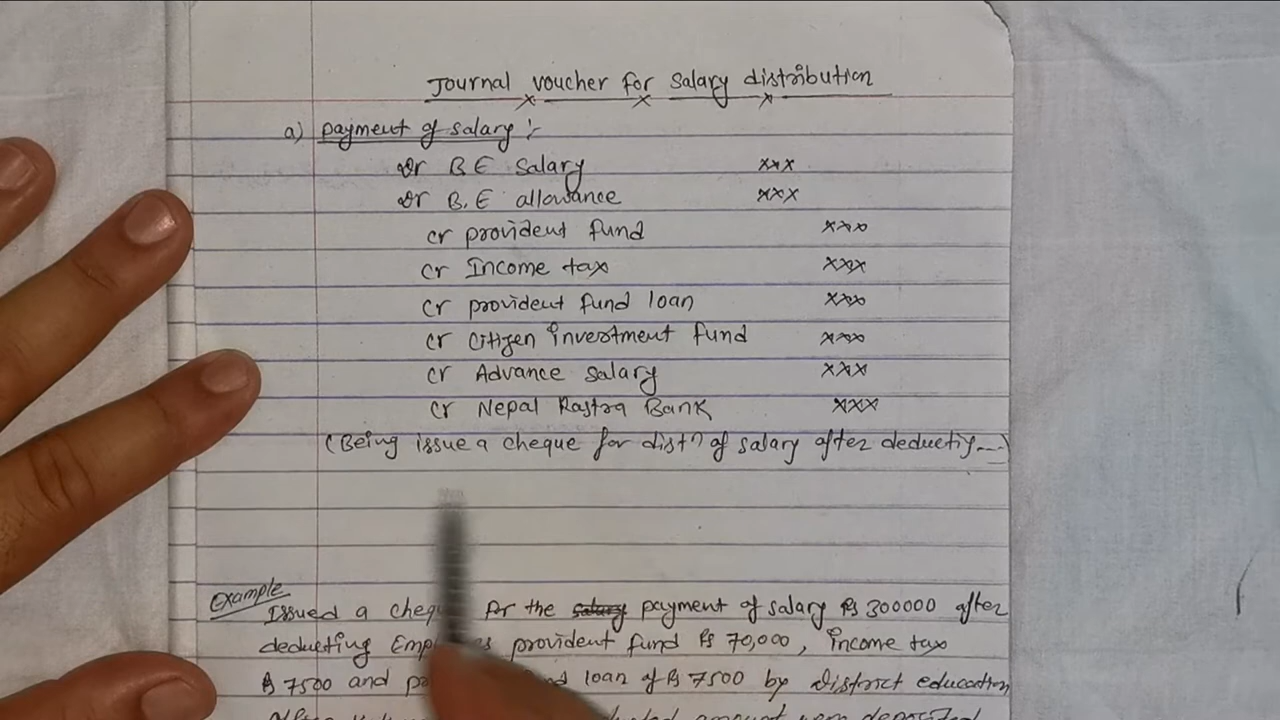 Journal voucher for salary distribution
a) payment of salary :-
Dr B.E salary xxx
Dr B.E allowance xxx
cr provident fund xxx
cr Income tax xxx
cr provident fund loan xxx
cr citizen investment fund xxx
cr Advance salary xxx
cr Nepal Rastra Bank xxx
(Being issue a cheque for distn of salary after deductig---)
Example
Issued a the salary payment of salary Rs 300000 after
deducting provident fund Rs 70,000, income tax
Rs 7500 and loan of Rs 7500 by District education
amount were deposited